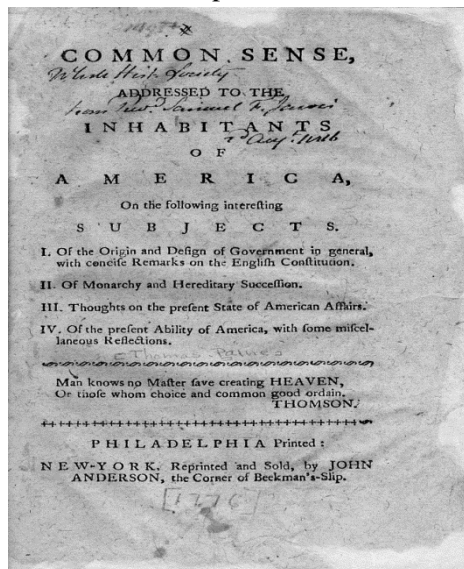 COMMON SENSE,
ADDRESSED TO THE
INHABITANTS
OF
AMERICA,
On the following intereſting
SUBJECTS.
I. Of the Origin and Deſign of Government in general,
with conciſe Remarks on the Engliſh Conſtitution.
II. Of Monarchy and Hereditary Succeſſion.
III. Thoughts on the preſent State of American Affairs.
IV. Of the preſent Ability of America, with ſome miſcel-
laneous Reflections.
Man knows no Maſter ſave creating HEAVEN,
Or thoſe whom choice and common good ordain.
THOMSON.
PHILADELPHIA Printed:
NEW-YORK, Reprinted and Sold, by JOHN
ANDERSON, the Corner of Beekman's-Slip.
[1776]